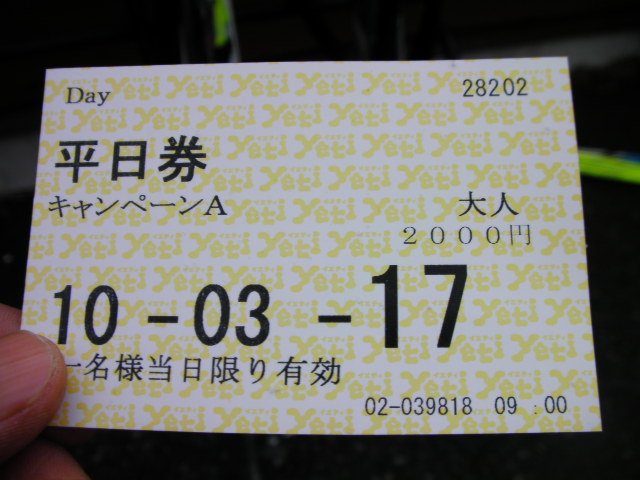 Day 28202
平日券
キャンペーンA 大人
2000円
10-03-17
一名様当日限り有効
02-039818 09:00